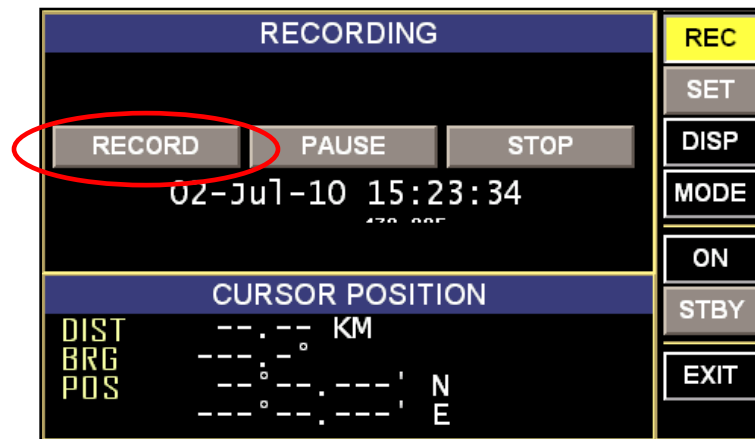 RECORDING
RECORD PAUSE STOP
02-Jul-10 15:23:34
CURSOR POSITION
DIST --.-- KM
BRG ---.-°
POS --°--.---' N
---°--.---' E
REC
SET
DISP
MODE
ON
STBY
EXIT